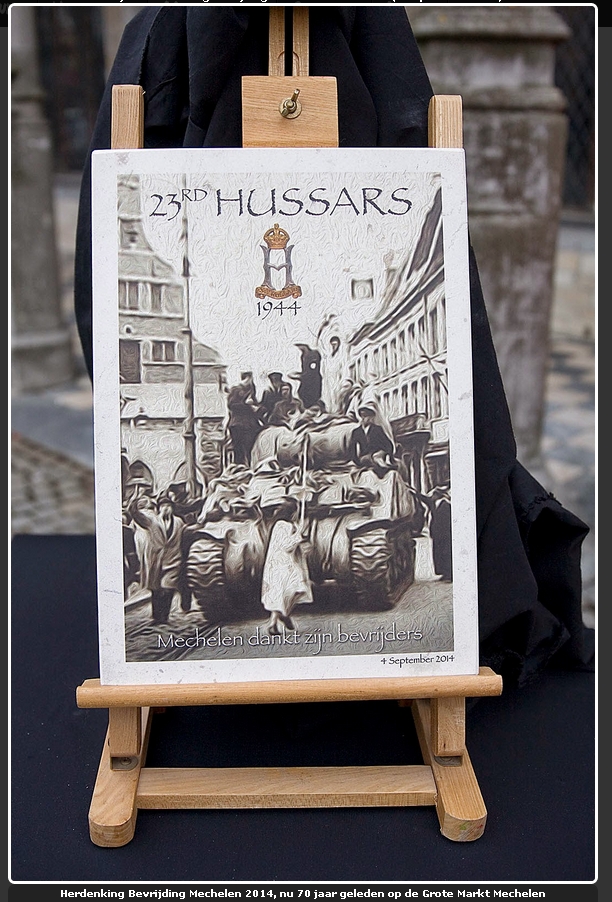 23RD HUSSARS
1944
Mechelen dankt zijn bevrijders
4 September 2014
Herdenking Bevrijding Mechelen 2014, nu 70 jaar geleden op de Grote Markt Mechelen